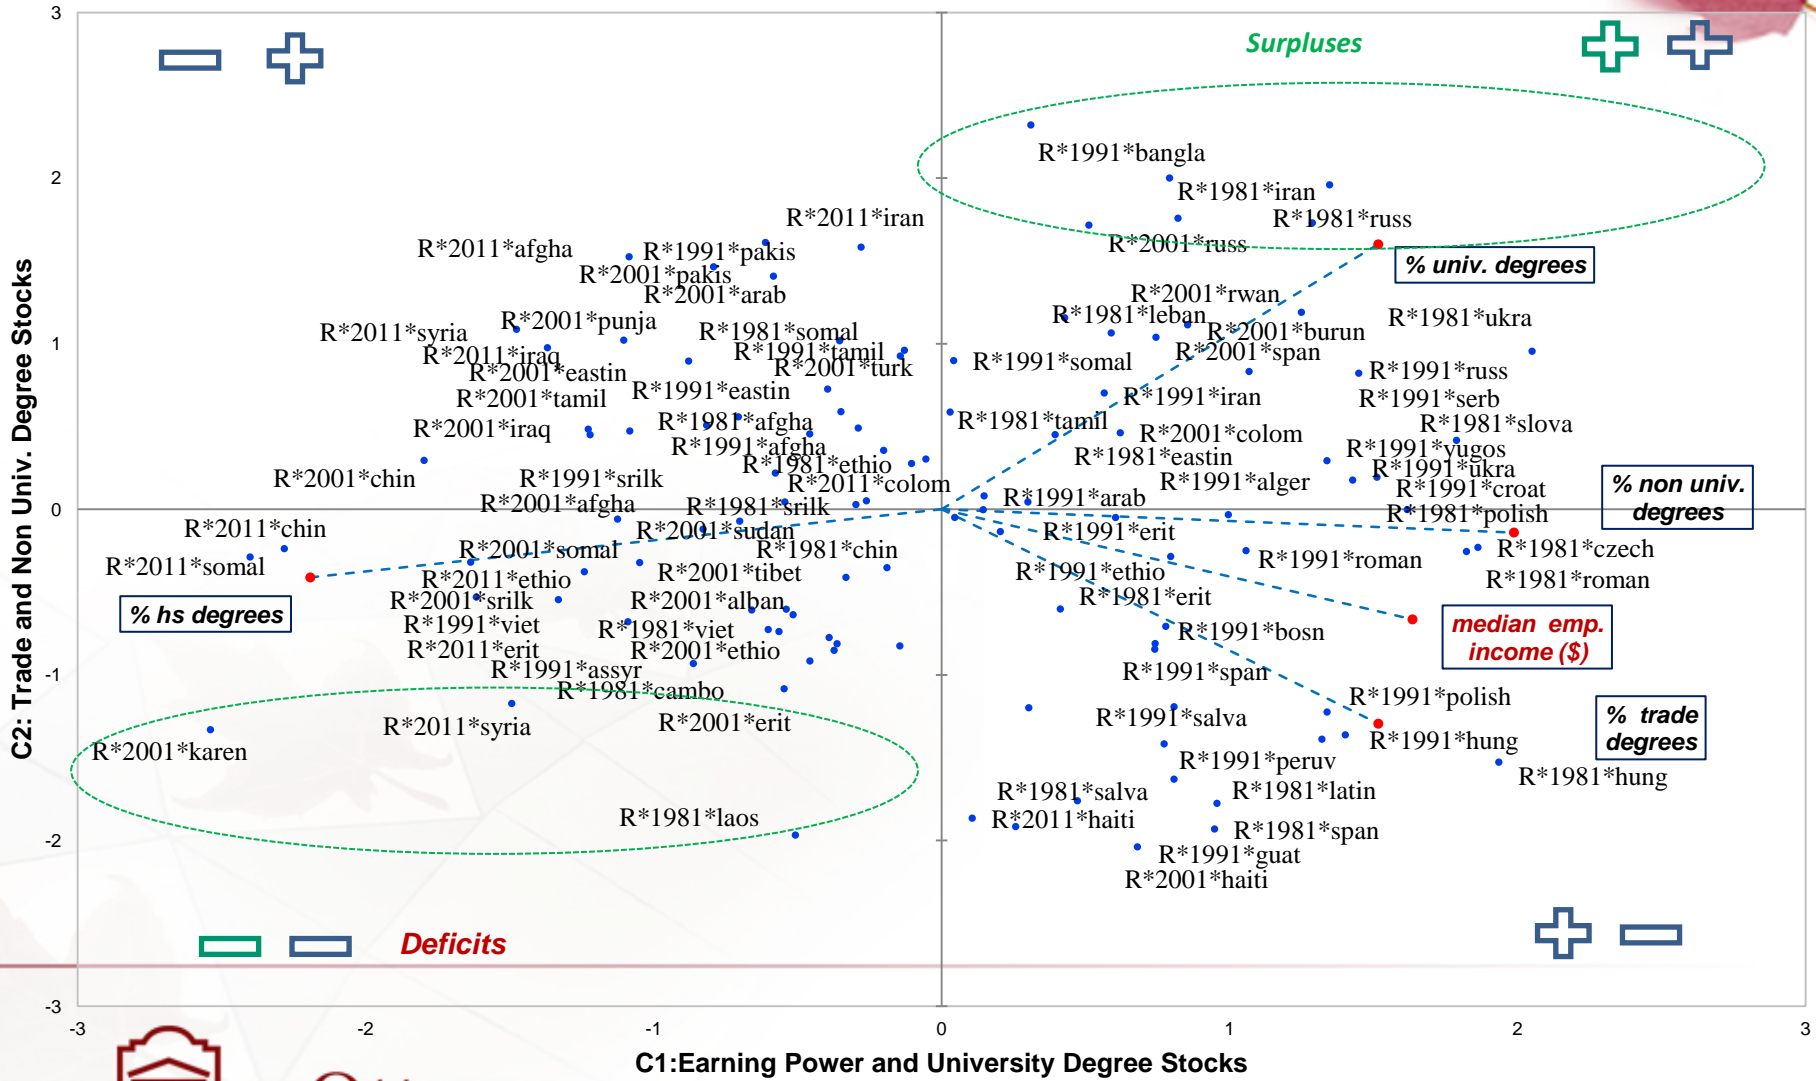 3
Surpluses
R*1991*bangla
2
R*1981*iran
R*2011*iran
R*1981*russ
R*2001*russ
R*2011*afgha
R*1991*pakis
R*2001*pakis
R*2001*arab
% univ. degrees
R*2001*rwan
R*1981*leban
R*1981*ukra
R*2011*syria
R*2001*punja
R*1981*somal
R*2001*burun
1
R*2011*iraq
R*1991*tamil
R*2001*span
R*1991*somal
R*2001*eastin
R*2001*turk
R*1991*russ
R*2001*tamil
R*1991*eastin
R*1991*iran
R*1991*serb
R*2001*iraq
R*1981*afgha
R*1981*tamil
R*2001*colom
R*1981*slova
R*1991*afgha
R*1981*eastin
R*1991*yugos
R*2001*chin
R*1991*srilk
R*1981*ethio
R*2011*colom
R*1991*alger
R*1991*ukra
R*1991*croat
% non univ.
degrees
R*2001*afgha
R*1981*srilk
R*1991*arab
R*1981*polish
0
R*2011*chin
R*2001*sudan
R*1991*erit
R*2001*somal
R*1981*chin
R*1991*roman
R*1981*czech
R*2011*somal
R*2011*ethio
R*2001*tibet
R*1991*ethio
R*1981*roman
% hs degrees
R*2001*srilk
R*2001*alban
R*1981*erit
R*1991*viet
R*1981*viet
R*1991*bosn
median emp.
income ($)
R*2011*erit
R*2001*ethio
-1
R*1991*assyr
R*1991*span
R*1981*cambo
R*1991*polish
R*2011*syria
R*2001*erit
R*1991*salva
% trade
degrees
R*2001*karen
R*1991*hung
R*1991*peruv
R*1981*hung
R*1981*salva
R*1981*latin
R*1981*laos
R*2011*haiti
R*1981*span
-2
R*1991*guat
R*2001*haiti
Deficits
-3
-3 -2 -1 0 1 2 3
C1:Earning Power and University Degree Stocks
C2: Trade and Non Univ. Degree Stocks